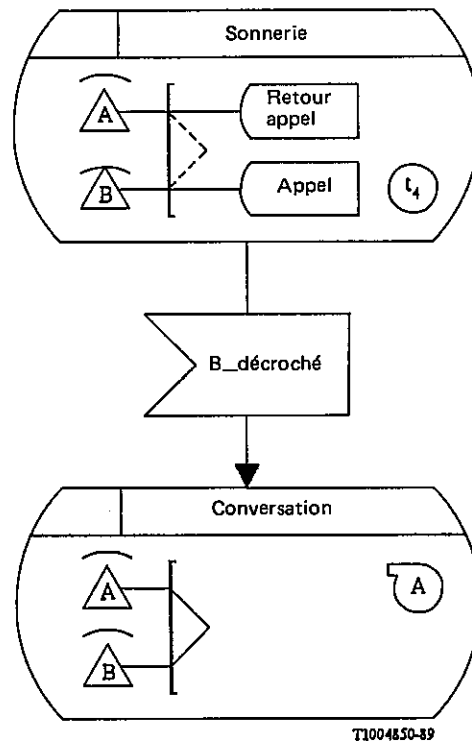 Sonnerie
A
Retour
appel
B
Appel
t4
B_décroché
Conversation
A
A
B
T1004850-89